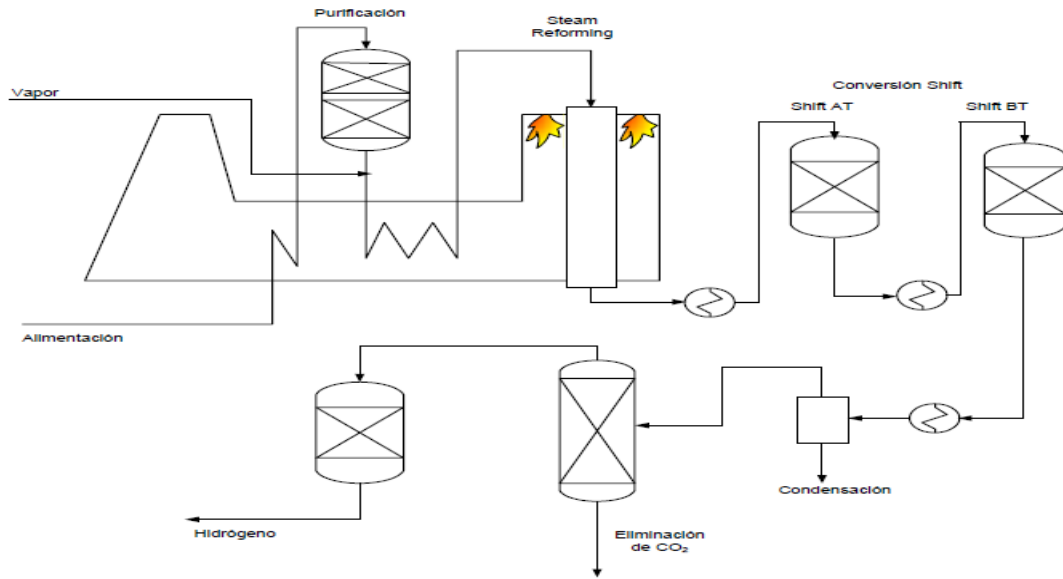 Purificación
Steam
Reforming
Vapor
Conversión Shift
Shift AT
Shift BT
Alimentación
Condensación
Hidrógeno
Eliminación
de CO₂